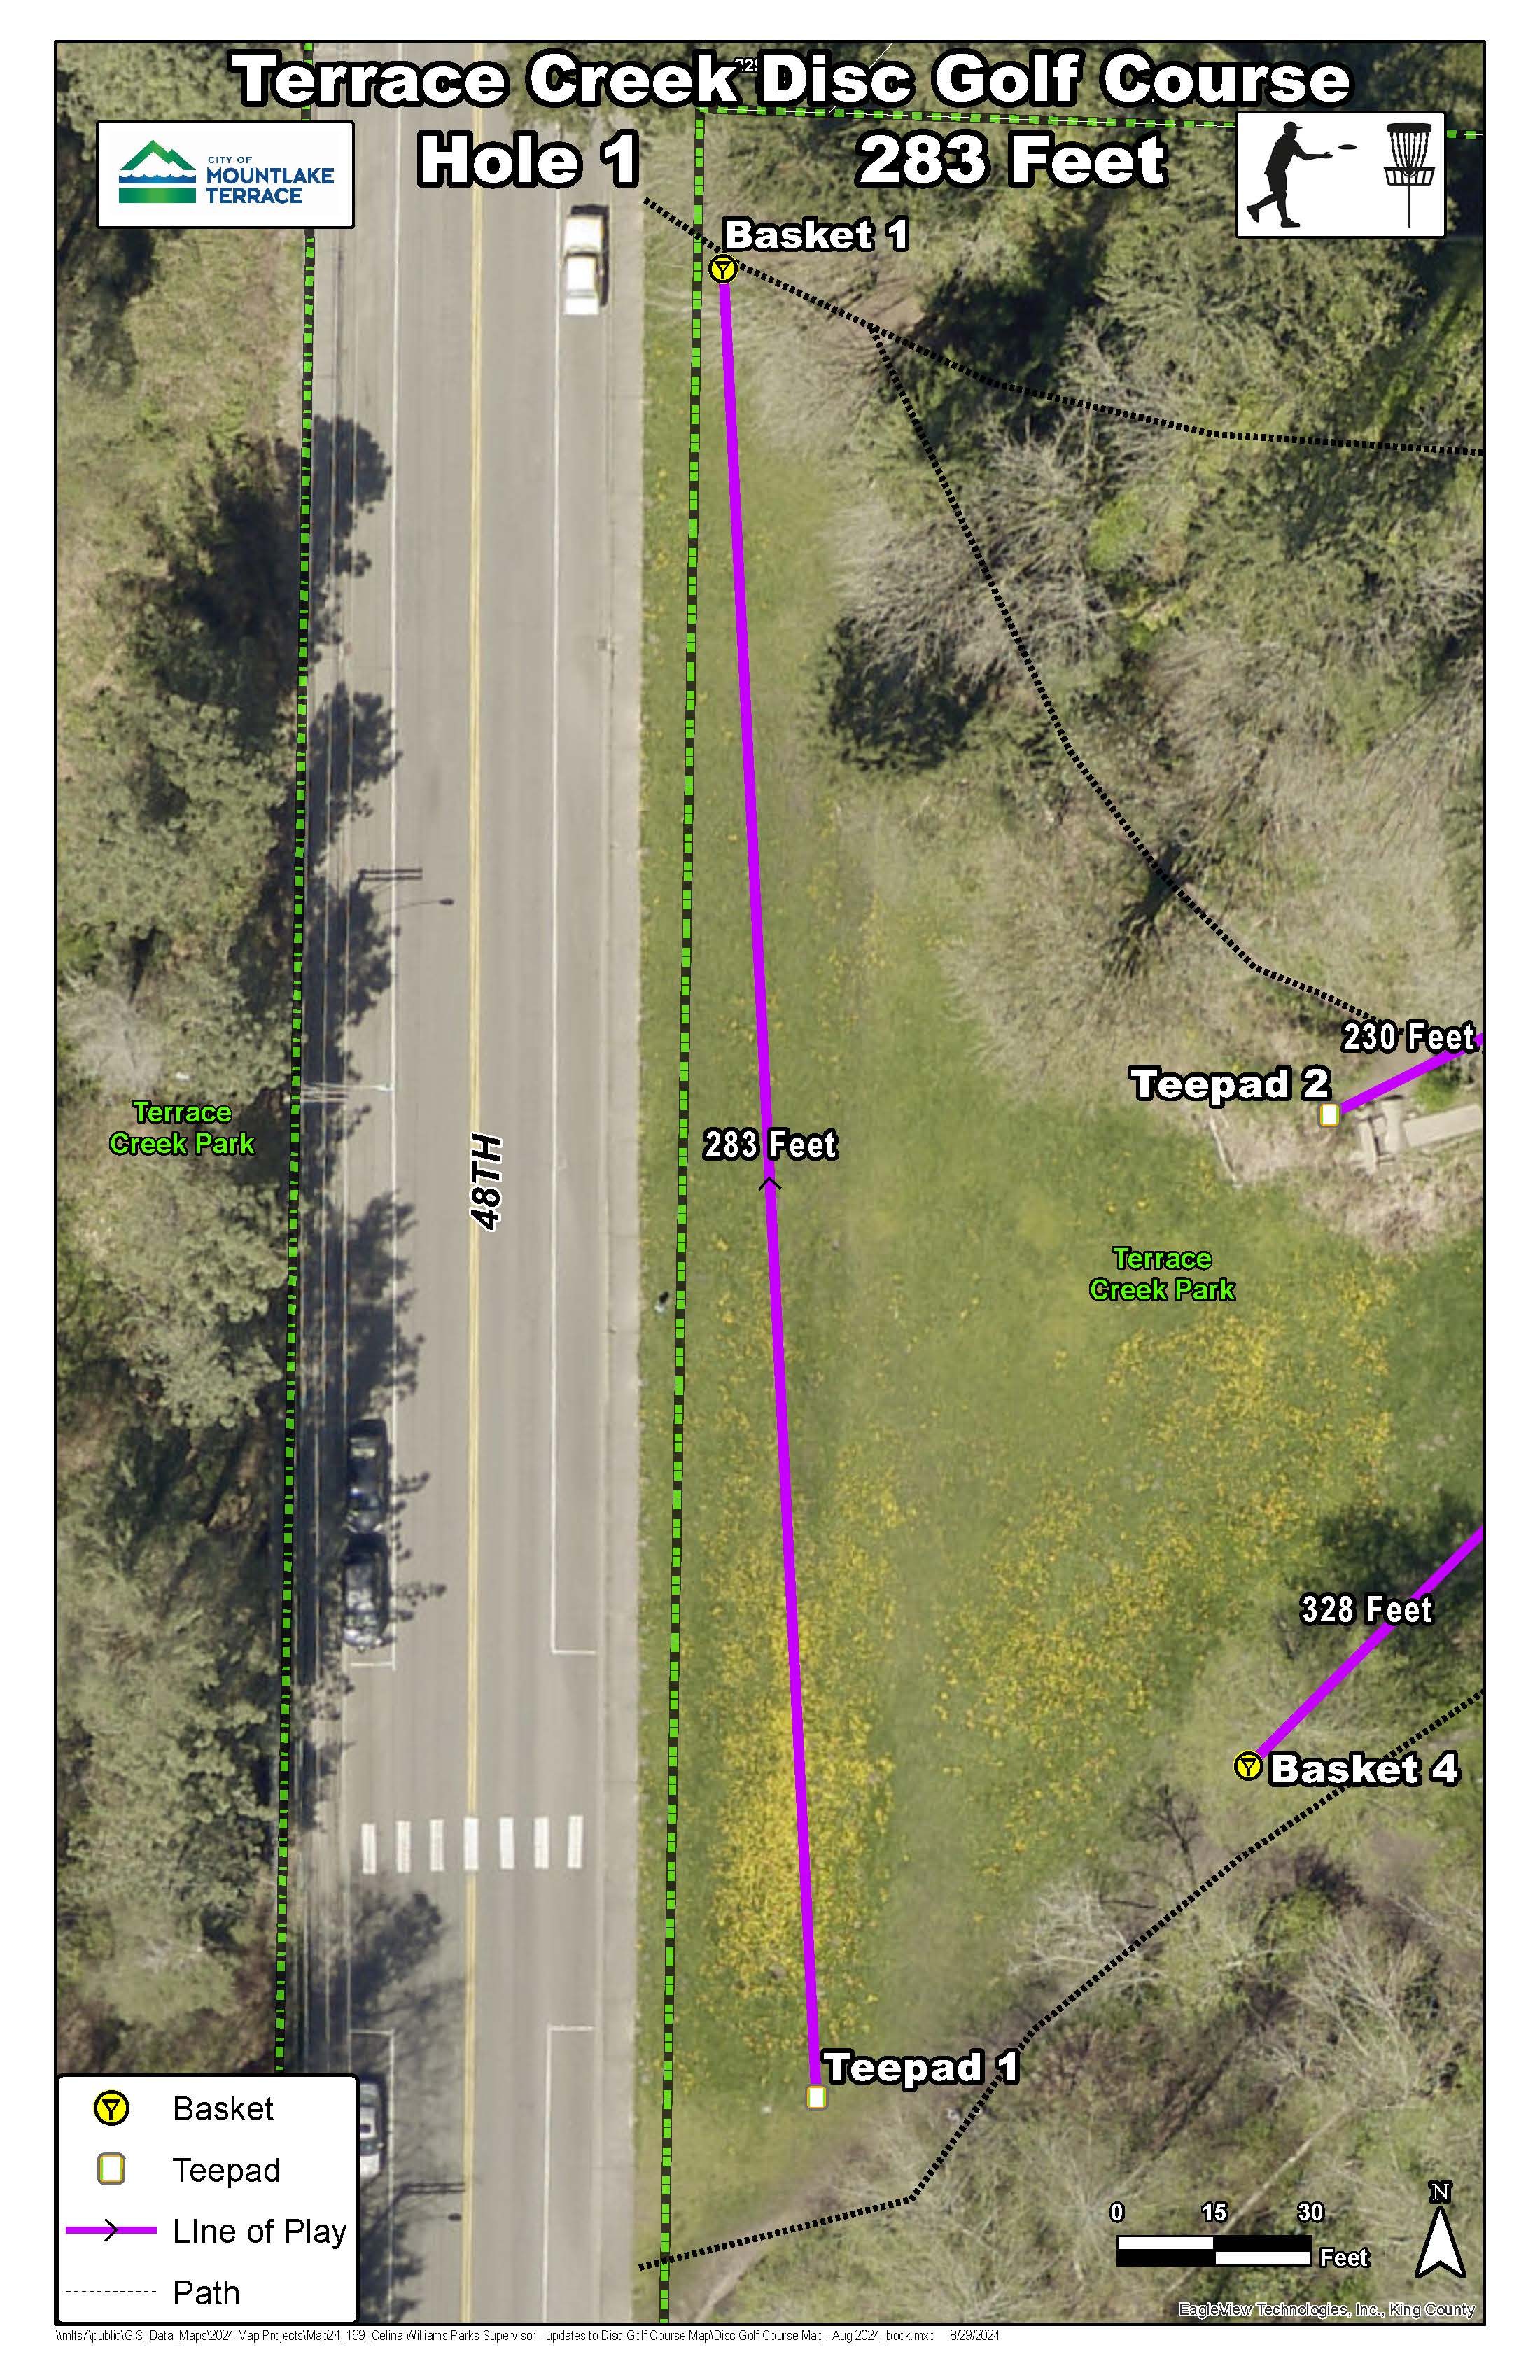 Terrace Creek Disc Golf Course
CITY OF
MOUNTLAKE
TERRACE
Hole 1
283 Feet
Basket 1
230 Feet
Teepad 2
Terrace
Creek Park
48TH
283 Feet
Terrace
Creek Park
328 Feet
Basket 4
Teepad 1
Basket
Teepad
LIne of Play
Path
0 15 30
Feet
N
EagleView Technologies, Inc., King County
\\mlts7\public\GIS_Data_Maps\2024 Map Projects\Map24_169_Celina Williams Parks Supervisor - updates to Disc Golf Course Map\Disc Golf Course Map - Aug 2024_book.mxd 8/29/2024